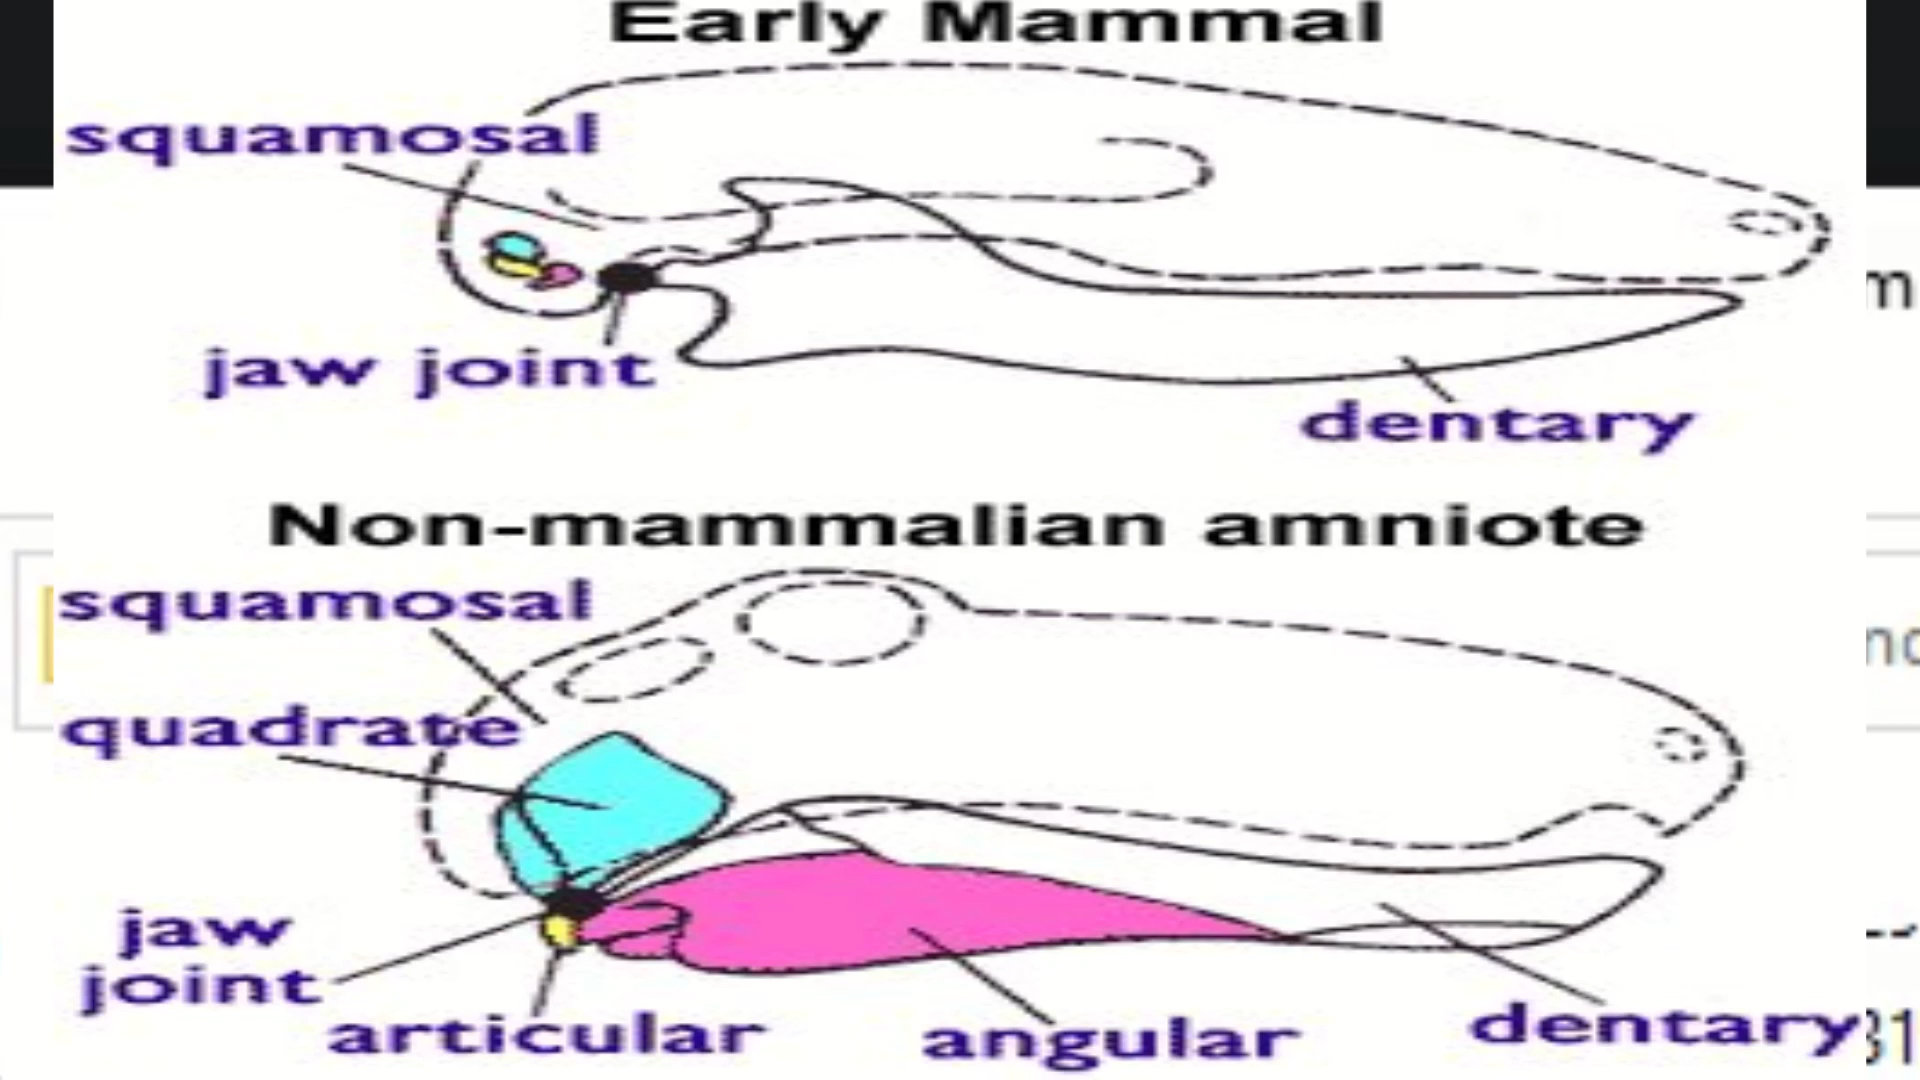 Early Mammal
squamosal
jaw joint
dentary
Non-mammalian amniote
squamosal
quadrate
jaw
joint
articular
angular
dentary